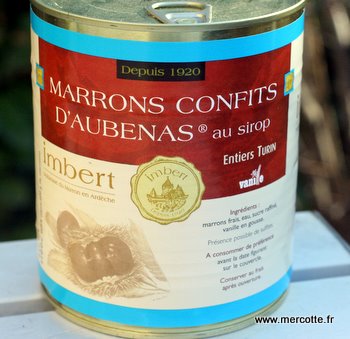 Depuis 1920
MARRONS CONFITS
D'AUBENAS® au sirop
Entiers TURIN
vanille
imbert
imbert
Ingrédients :
marrons frais, eau, sucre raffiné,
vanille en gousse.
Présence possible de sulfites.
A consommer de préférence
avant la date figurant
sur le couvercle.
Conserver au frais
après ouverture.
www.mercotte.fr